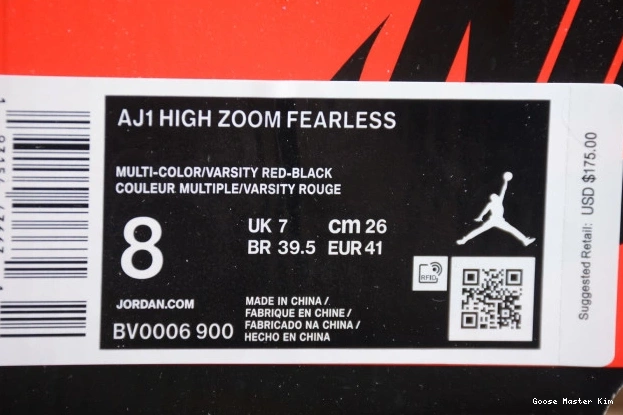 AJ1 HIGH ZOOM FEARLESS
MULTI-COLOR/VARSITY RED-BLACK
COULEUR MULTIPLE/VARSITY ROUGE
8
UK 7 cm 26
BR 39.5 EUR 41
JORDAN.COM
BV0006 900
MADE IN CHINA /
FABRIQUE EN CHINE /
FABRICADO NA CHINA /
HECHO EN CHINA
RFID
Suggested Retail: USD $175.00
Goose Master Kim